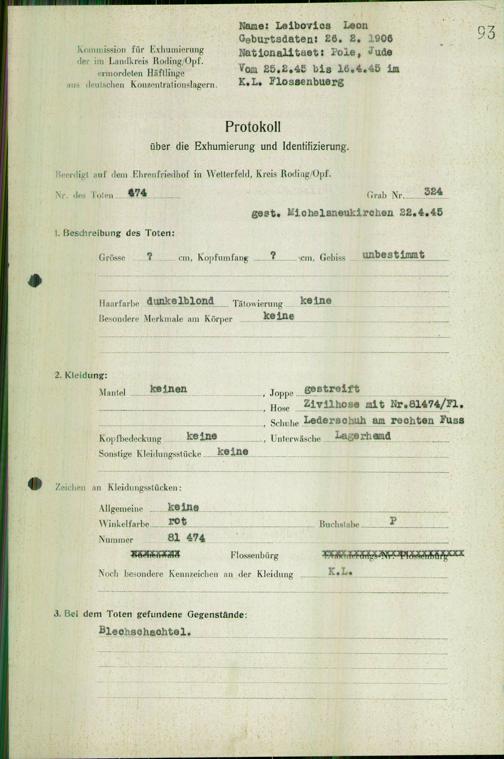 93
Name: Leibovics Leon
Geburtsdaten: 26. 2. 1906
Nationalitaet: Pole, Jude
Vom 25.2.45 bis 16.4.45 im
K.L. Flossenbuerg
Kommission für Exhumierung
der im Landkreis Roding/Opf.
ermordeten Häftlinge
aus deutschen Konzentrationslagern.
Protokoll
über die Exhumierung und Identifizierung.
Beerdigt auf dem Ehrenfriedhof in Wetterfeld, Kreis Roding/Opf.
Nr. des Toten 474 Grab Nr. 324
gest. Michelsneukirchen 22.4.45
1. Beschreibung des Toten:
Grösse ? cm, Kopfumfang ? cm, Gebiss unbestimmt
Haarfarbe dunkelblond Tätowierung keine
Besondere Merkmale am Körper keine
2. Kleidung:
Mantel keinen , Joppe gestreift
, Hose Zivilhose mit Nr.81474/Fl.
, Schuhe Lederschuh am rechten Fuss
Kopfbedeckung keine , Unterwäsche Lagerhemd
Sonstige Kleidungsstücke keine
Zeichen an Kleidungsstücken:
Allgemeine keine
Winkelfarbe rot Buchstabe P
Nummer 81 474
Flossenbürg
Noch besondere Kennzeichen an der Kleidung K.L.
3. Bei dem Toten gefundene Gegenstände:
Blechschachtel.